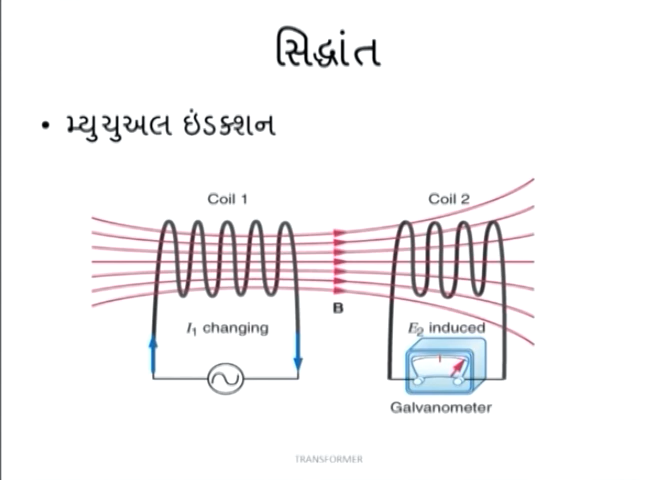 સિદ્ધાંત
• મ્યુચુઅલ ઇંડક્શન
Coil 1
Coil 2
B
I₁ changing
E₂ induced
Galvanometer
TRANSFORMER